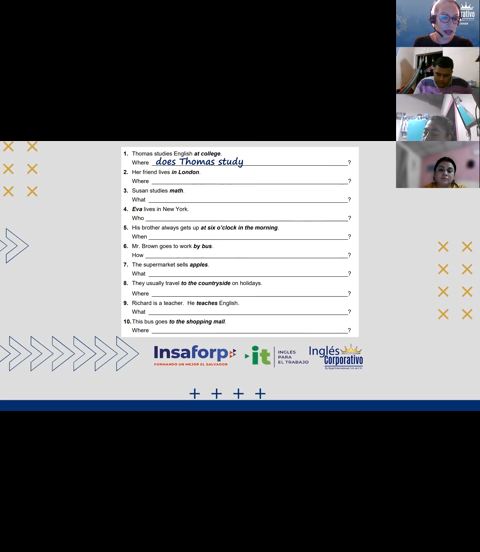 1. Thomas studies English at college.
Where does Thomas study ?
2. Her friend lives in London.
Where ?
3. Susan studies math.
What ?
4. Eva lives in New York.
Who ?
5. His brother always gets up at six o'clock in the morning.
When ?
6. Mr. Brown goes to work by bus.
How ?
7. The supermarket sells apples.
What ?
8. They usually travel to the countryside on holidays.
Where ?
9. Richard is a teacher. He teaches English.
What ?
10. This bus goes to the shopping mall.
Where ?
Insaforp
FORMANDO UN MEJOR EL SALVADOR
it
INGLÉS
PARA
EL TRABAJO
Inglés
Corporativo